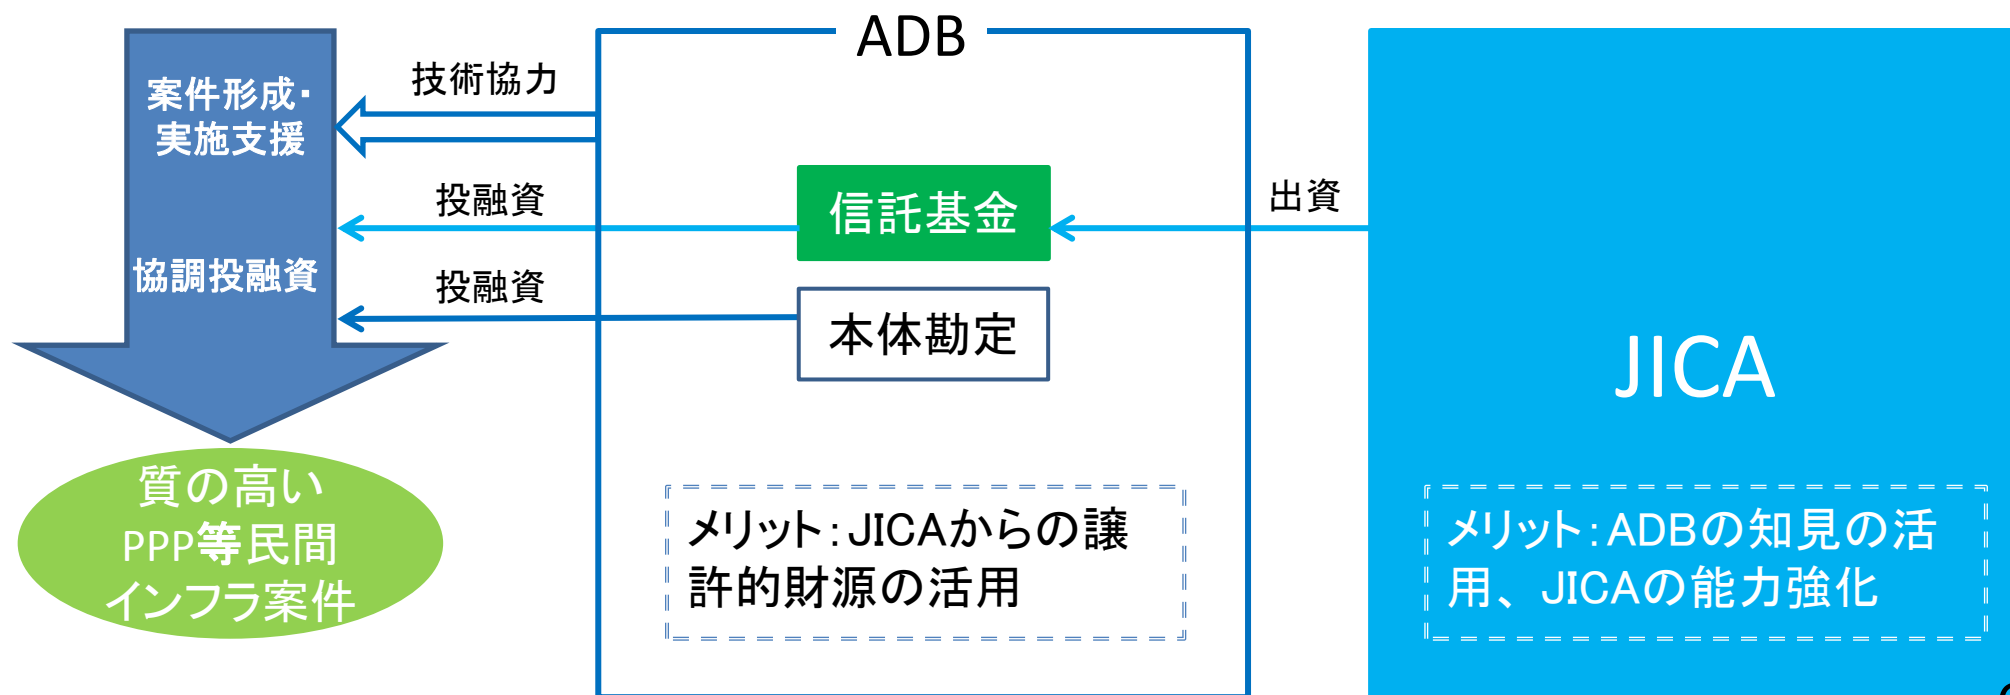 ADB
案件形成・
実施支援
技術協力
投融資
信託基金
出資
協調投融資
投融資
本体勘定
JICA
質の高い
PPP等民間
インフラ案件
メリット：JICAからの譲
許的財源の活用
メリット：ADBの知見の活
用、JICAの能力強化